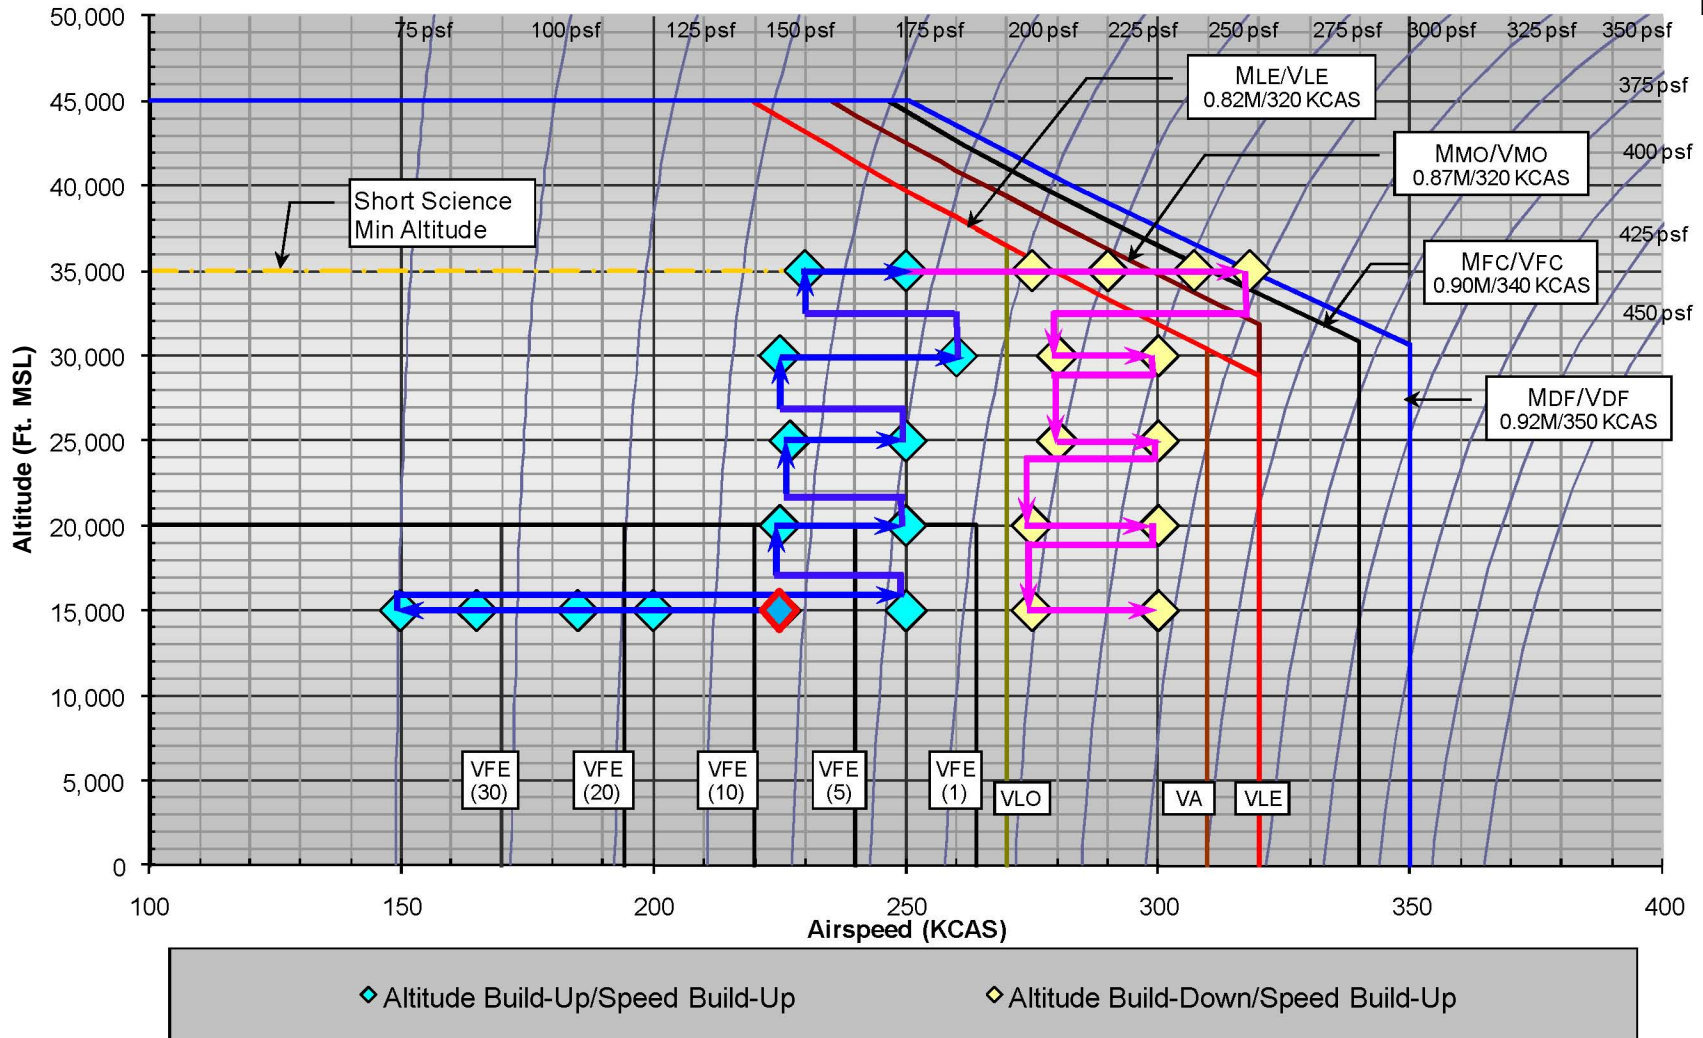 50,000
45,000
40,000
35,000
30,000
25,000
20,000
15,000
10,000
5,000
0
Altitude (Ft. MSL)
75 psf
100 psf
125 psf
150 psf
175 psf
200 psf
225 psf
250 psf
275 psf
300 psf
325 psf
350 psf
375 psf
400 psf
425 psf
450 psf
MLE/VLE
0.82M/320 KCAS
MMO/VMO
0.87M/320 KCAS
MFC/VFC
0.90M/340 KCAS
MDF/VDF
0.92M/350 KCAS
Short Science
Min Altitude
VFE
(30)
VFE
(20)
VFE
(10)
VFE
(5)
VFE
(1)
VLO
VA
VLE
100
150
200
250
300
350
400
Airspeed (KCAS)
Altitude Build-Up/Speed Build-Up
Altitude Build-Down/Speed Build-Up